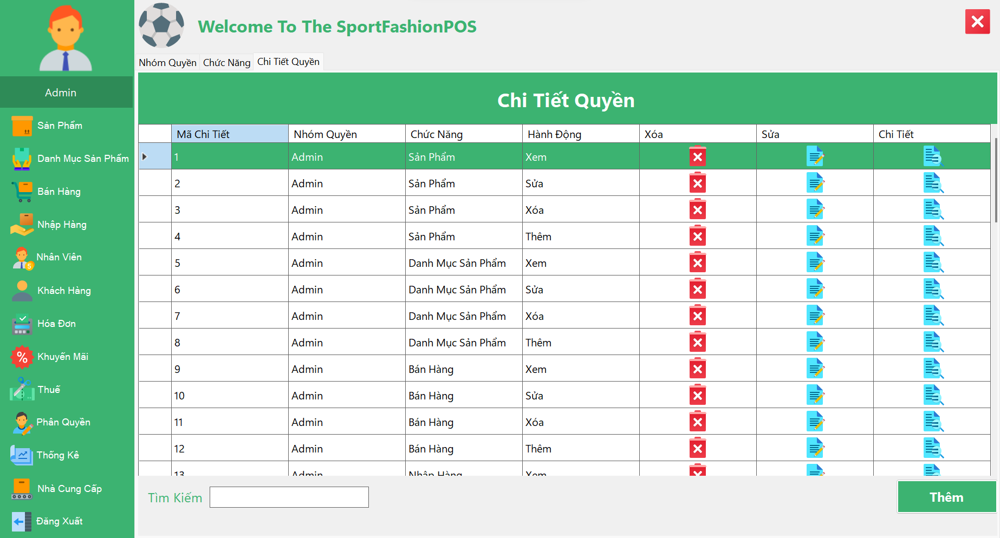 Welcome To The SportFashionPOS
Nhóm Quyền Chức Năng Chi Tiết Quyền
Admin
Sản Phẩm
Danh Mục Sản Phẩm
Bán Hàng
Nhập Hàng
Nhân Viên
Khách Hàng
Hóa Đơn
Khuyến Mãi
Thuế
Phân Quyền
Thống Kê
Nhà Cung Cấp
Đăng Xuất
Chi Tiết Quyền
Mã Chi Tiết Nhóm Quyền Chức Năng Hành Động Xóa Sửa Chi Tiết
1 Admin Sản Phẩm Xem
2 Admin Sản Phẩm Sửa
3 Admin Sản Phẩm Xóa
4 Admin Sản Phẩm Thêm
5 Admin Danh Mục Sản Phẩm Xem
6 Admin Danh Mục Sản Phẩm Sửa
7 Admin Danh Mục Sản Phẩm Xóa
8 Admin Danh Mục Sản Phẩm Thêm
9 Admin Bán Hàng Xem
10 Admin Bán Hàng Sửa
11 Admin Bán Hàng Xóa
12 Admin Bán Hàng Thêm
13 Admin Nhập Hàng Xem
Tìm Kiếm
Thêm